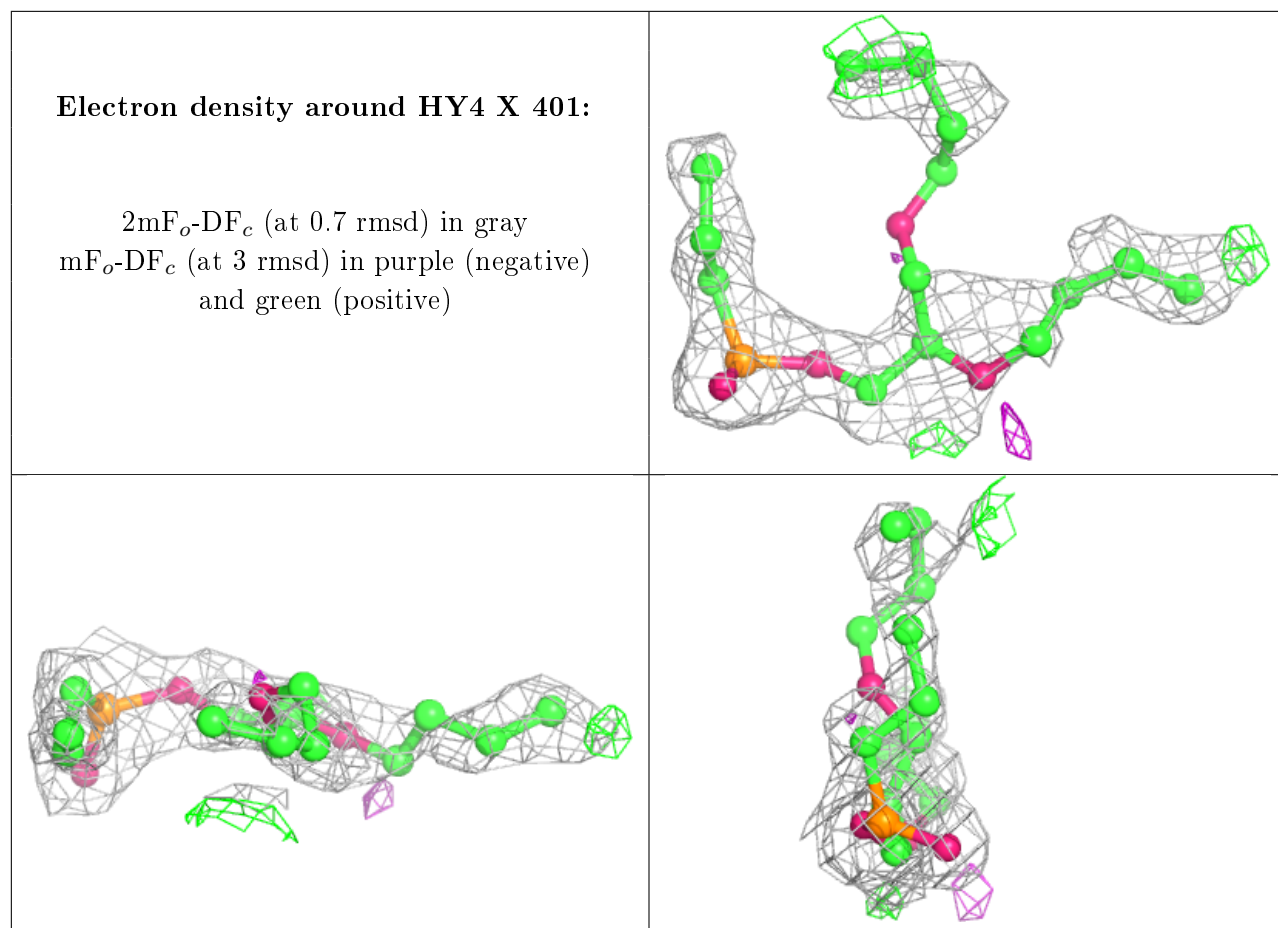 Electron density around HY4 X 401:
2mFₒ-DF𝒸 (at 0.7 rmsd) in gray
mFₒ-DF𝒸 (at 3 rmsd) in purple (negative)
and green (positive)